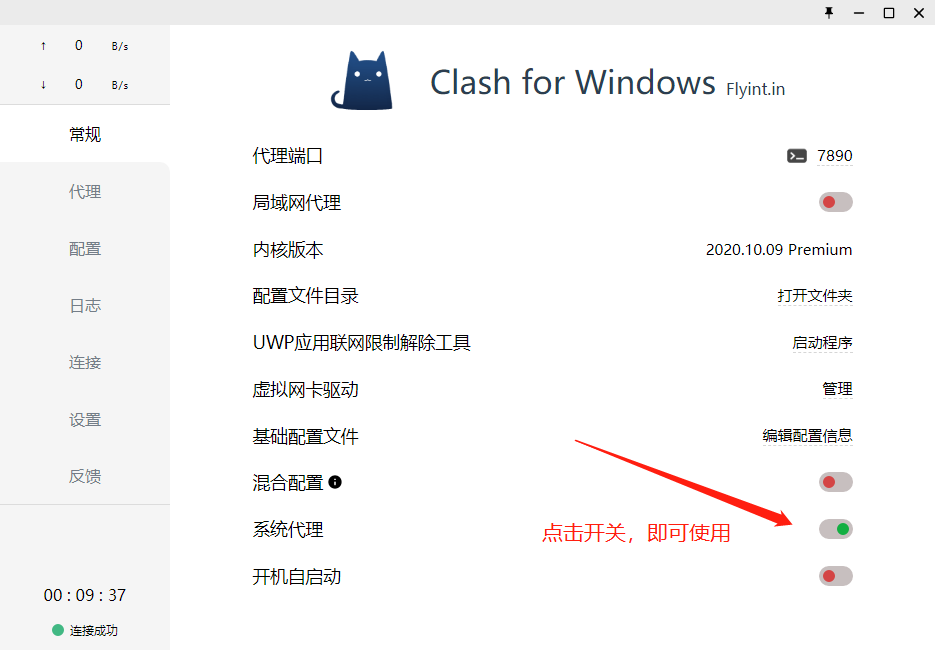 ↑ 0 B/s
↓ 0 B/s
常规
代理
配置
日志
连接
设置
反馈
00 : 09 : 37
连接成功
Clash for Windows Flyint.in
代理端口 7890
局域网代理
内核版本 2020.10.09 Premium
配置文件目录 打开文件夹
UWP应用联网限制解除工具 启动程序
虚拟网卡驱动 管理
基础配置文件 编辑配置信息
混合配置
系统代理 点击开关，即可使用
开机自启动